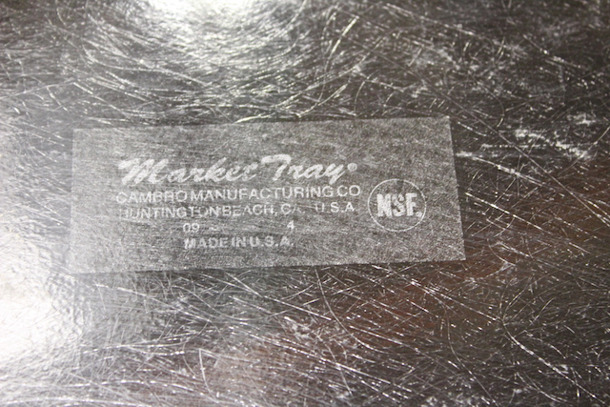 Market Tray®
CAMBRO MANUFACTURING CO
HUNTINGTON BEACH, CA. U.S.A
NSF®
09 4
MADE IN U.S.A.